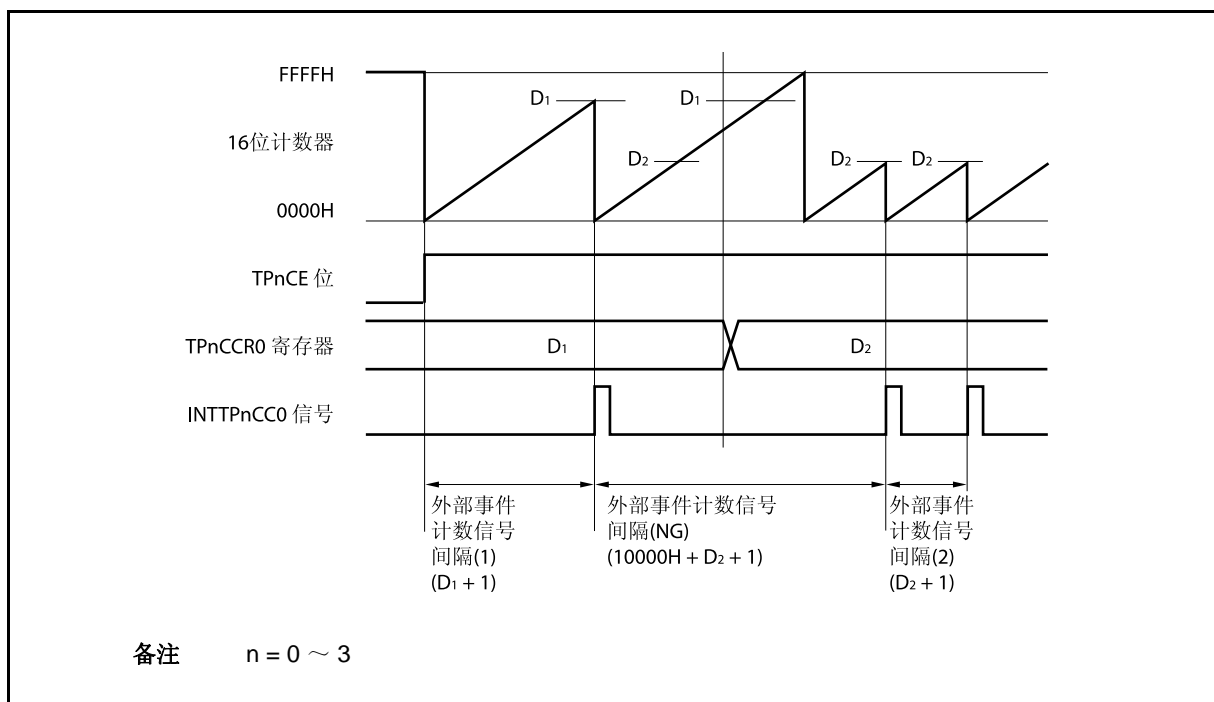 FFFFH
D1
D1
16位计数器
D2
D2
D2
0000H
TPnCE 位
TPnCCR0 寄存器
D1
D2
INTTPnCC0 信号
外部事件
计数信号
间隔(1)
(D1 + 1)
外部事件计数信号
间隔(NG)
(10000H + D2 + 1)
外部事件
计数信号
间隔(2)
(D2 + 1)
备注 n = 0 ～ 3